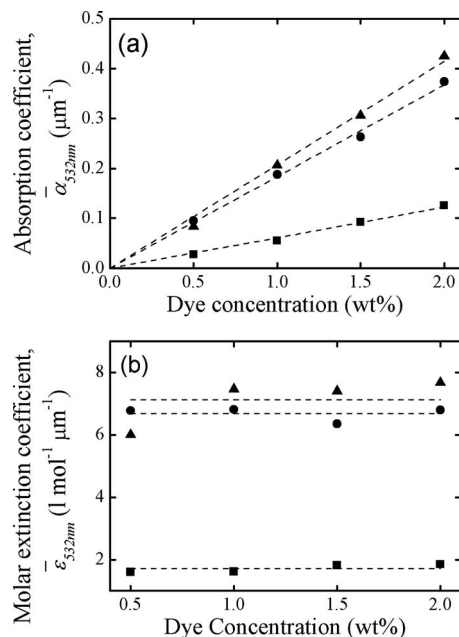 (a)
Absorption coefficient,
ᾱ532nm (μm⁻¹)
0.5
0.4
0.3
0.2
0.1
0.0
0.0 0.5 1.0 1.5 2.0
Dye concentration (wt%)
(b)
Molar extinction coefficient,
ε̄532nm (l mol⁻¹ μm⁻¹)
8
6
4
2
0.5 1.0 1.5 2.0
Dye Concentration (wt%)